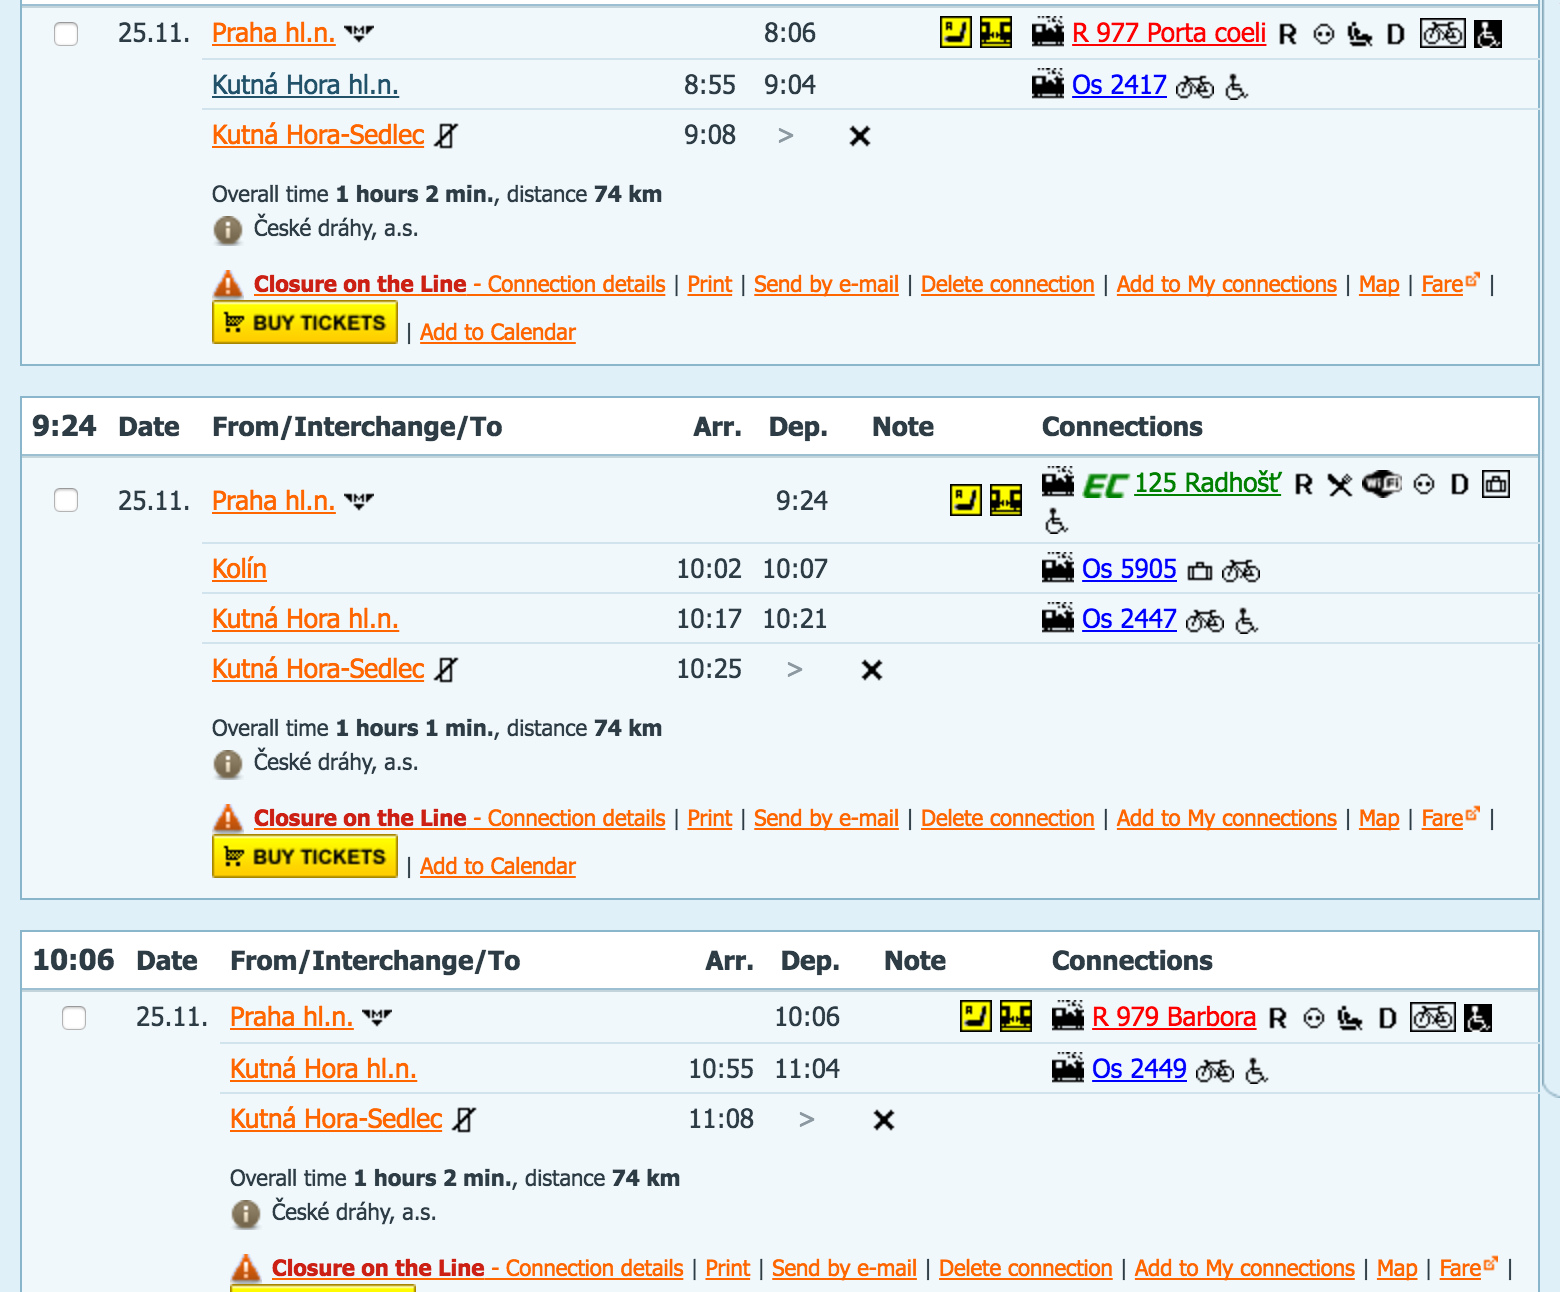 25.11. Praha hl.n. 8:06 R 977 Porta coeli R D
Kutná Hora hl.n. 8:55 9:04 Os 2417
Kutná Hora-Sedlec 9:08 >
Overall time 1 hours 2 min., distance 74 km
České dráhy, a.s.
Closure on the Line - Connection details | Print | Send by e-mail | Delete connection | Add to My connections | Map | Fare |
BUY TICKETS | Add to Calendar
9:24 Date From/Interchange/To Arr. Dep. Note Connections
25.11. Praha hl.n. 9:24 EC 125 Radhošť R WiFi D
Kolín 10:02 10:07 Os 5905
Kutná Hora hl.n. 10:17 10:21 Os 2447
Kutná Hora-Sedlec 10:25 >
Overall time 1 hours 1 min., distance 74 km
České dráhy, a.s.
Closure on the Line - Connection details | Print | Send by e-mail | Delete connection | Add to My connections | Map | Fare |
BUY TICKETS | Add to Calendar
10:06 Date From/Interchange/To Arr. Dep. Note Connections
25.11. Praha hl.n. 10:06 R 979 Barbora R D
Kutná Hora hl.n. 10:55 11:04 Os 2449
Kutná Hora-Sedlec 11:08 >
Overall time 1 hours 2 min., distance 74 km
České dráhy, a.s.
Closure on the Line - Connection details | Print | Send by e-mail | Delete connection | Add to My connections | Map | Fare |